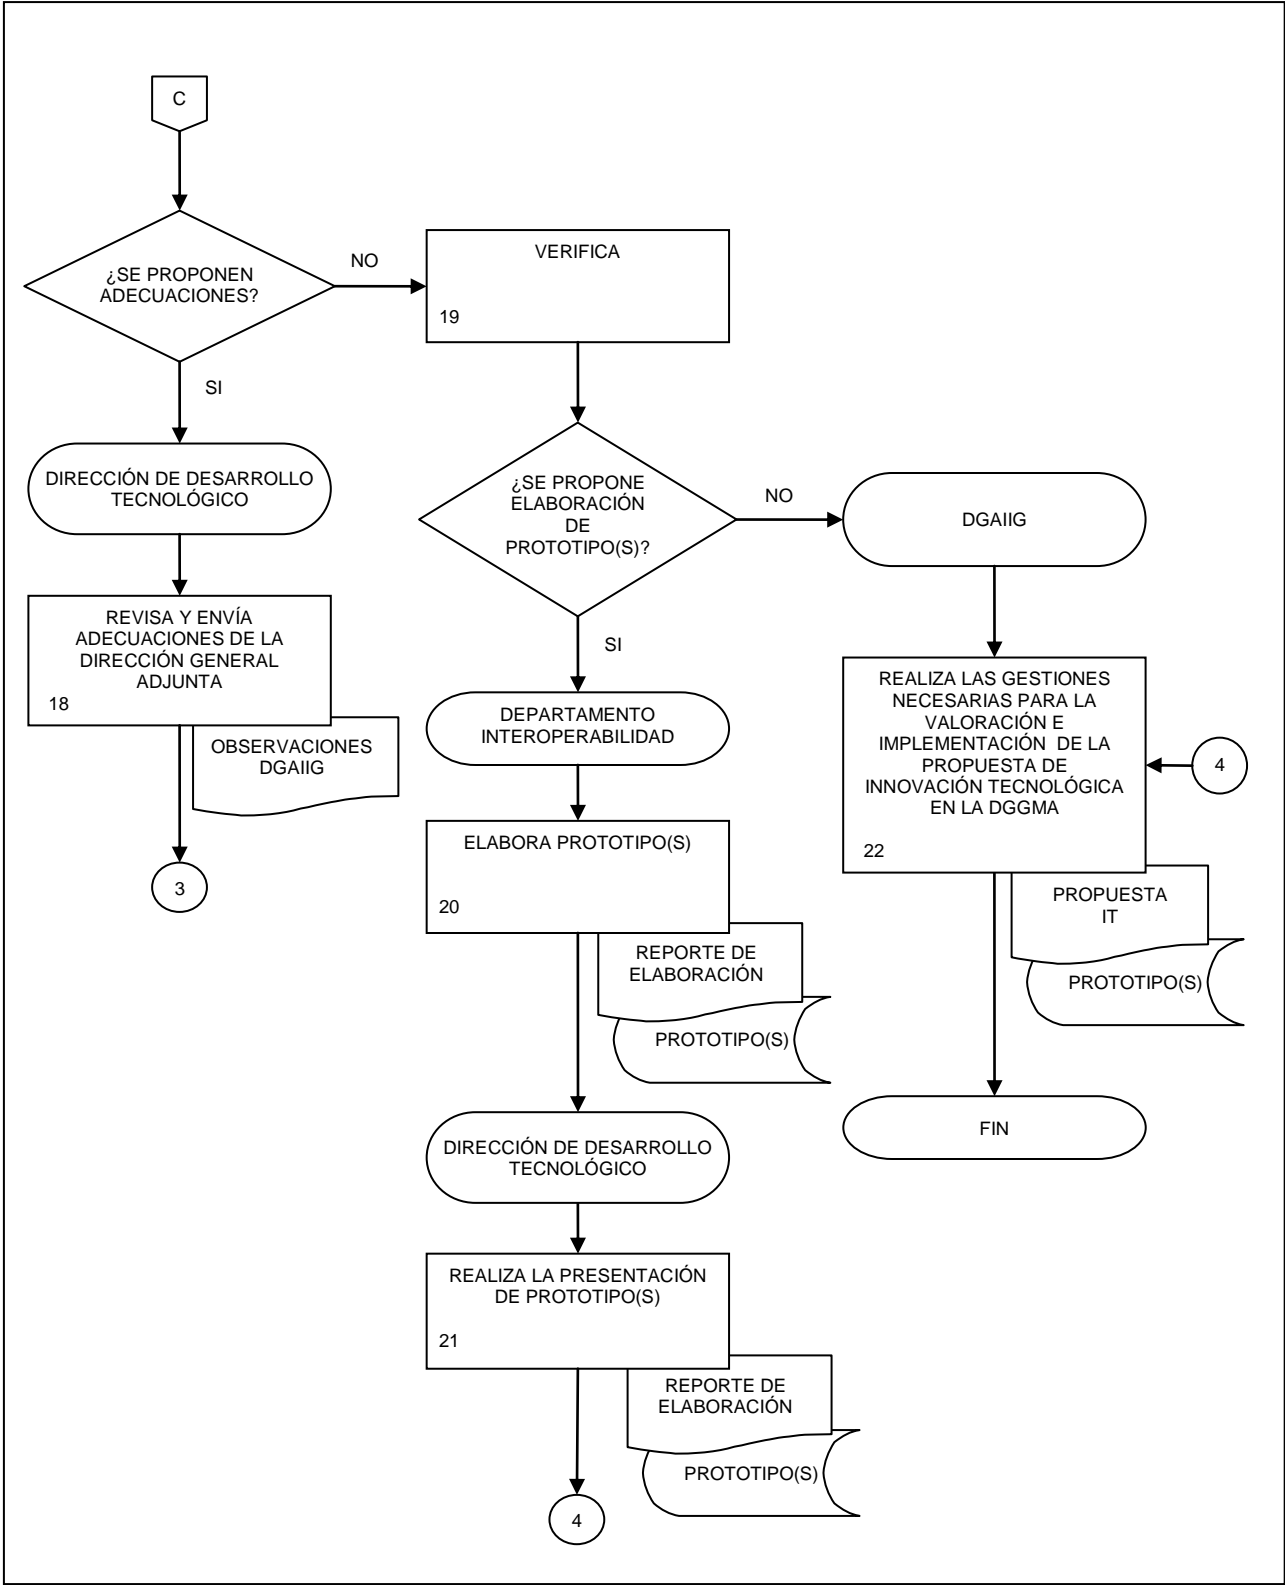 C
¿SE PROPONEN
ADECUACIONES?
NO
SI
VERIFICA
19
DIRECCIÓN DE DESARROLLO
TECNOLÓGICO
REVISA Y ENVÍA
ADECUACIONES DE LA
DIRECCIÓN GENERAL
ADJUNTA
18
OBSERVACIONES
DGAIIG
3
¿SE PROPONE
ELABORACIÓN
DE
PROTOTIPO(S)?
NO
SI
DEPARTAMENTO
INTEROPERABILIDAD
ELABORA PROTOTIPO(S)
20
REPORTE DE
ELABORACIÓN
PROTOTIPO(S)
DIRECCIÓN DE DESARROLLO
TECNOLÓGICO
REALIZA LA PRESENTACIÓN
DE PROTOTIPO(S)
21
REPORTE DE
ELABORACIÓN
PROTOTIPO(S)
4
DGAIIG
REALIZA LAS GESTIONES
NECESARIAS PARA LA
VALORACIÓN E
IMPLEMENTACIÓN DE LA
PROPUESTA DE
INNOVACIÓN TECNOLÓGICA
EN LA DGGMA
22
4
PROPUESTA
IT
PROTOTIPO(S)
FIN